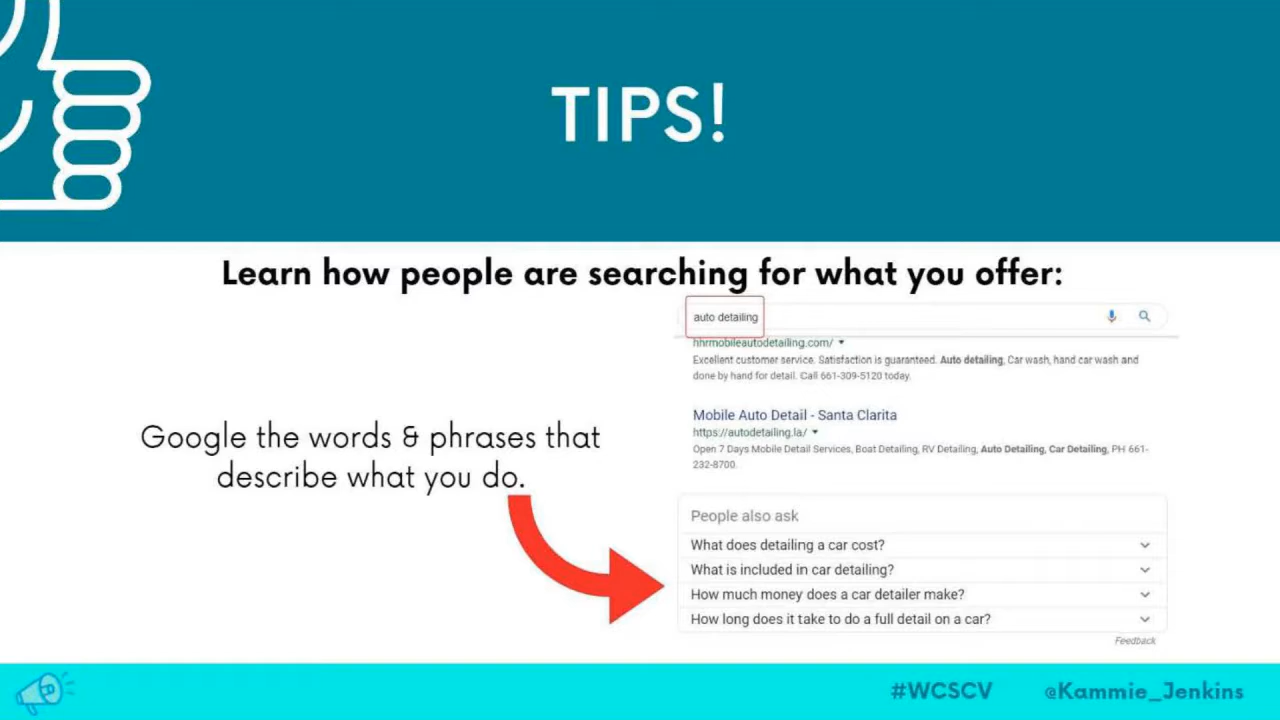 TIPS!
Learn how people are searching for what you offer:
auto detailing
hhrmobileautodetailing.com/
Excellent customer service. Satisfaction is guaranteed. Auto detailing, Car wash, hand car wash and
done by hand for detail. Call 661-309-5120 today.
Mobile Auto Detail - Santa Clarita
https://autodetailing.la/
Open 7 Days Mobile Detail Services, Boat Detailing, RV Detailing, Auto Detailing, Car Detailing, PH 661-
232-8700.
Google the words & phrases that
describe what you do.
People also ask
What does detailing a car cost?
What is included in car detailing?
How much money does a car detailer make?
How long does it take to do a full detail on a car?
Feedback
#WCSCV
@Kammie_Jenkins